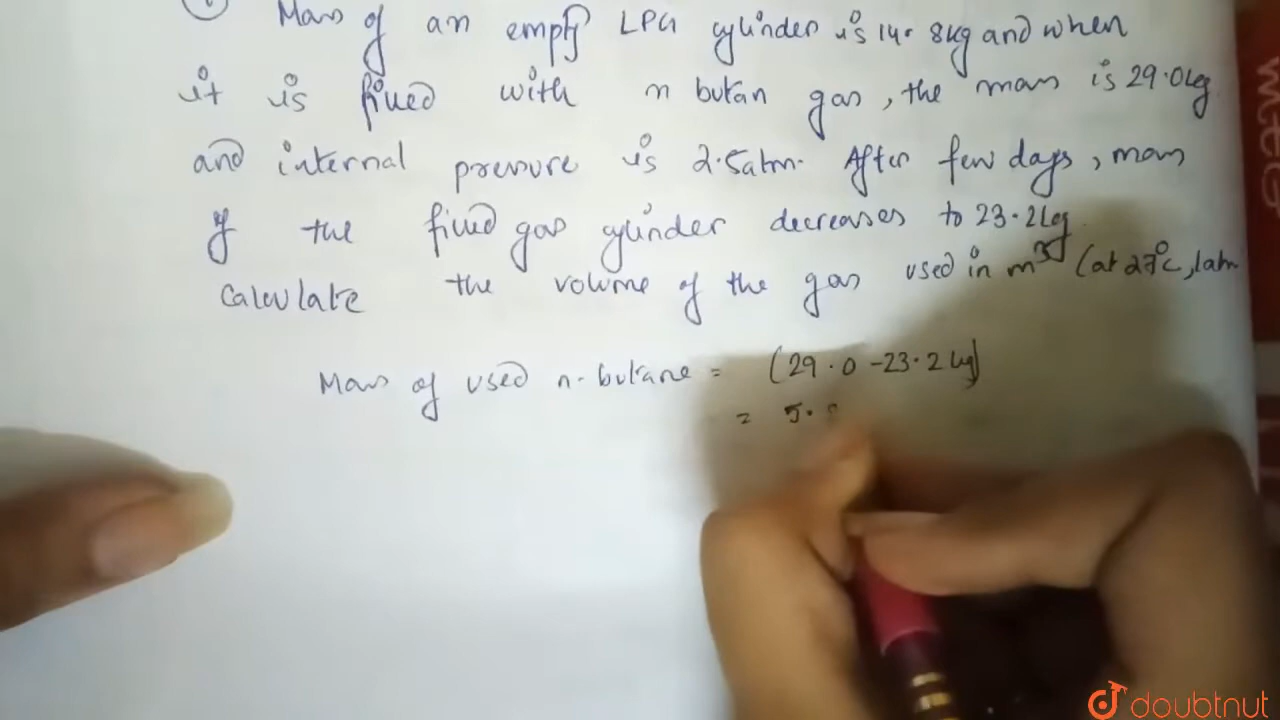 Mass of an empty LPG cylinder is 14.8kg and when
it is filled with n butan gas, the mass is 29.0kg
and internal pressure is 2.5atm. After few days, mass
of the filled gas cylinder decreases to 23.2kg
Calculate the volume of the gas used in m³ (at 27°C, 1atm
Mass of used n-butane = (29.0 - 23.2 kg)
= 5.
doubtnut